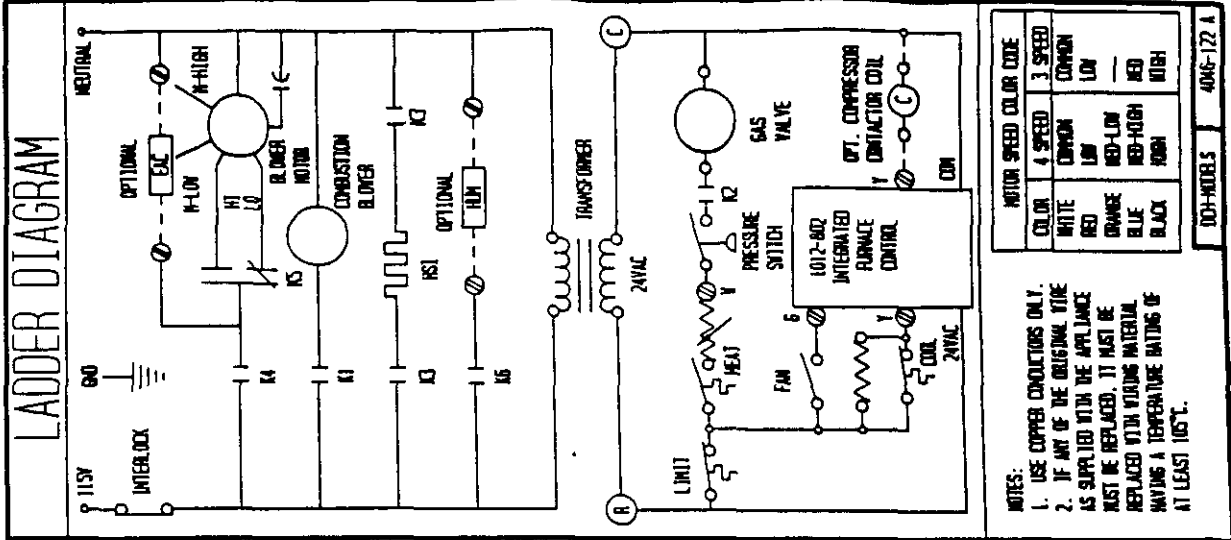 LADDER DIAGRAM
115V
GND
NEUTRAL
INTERLOCK
OPTIONAL
EAC
M-LOW
M-HIGH
HI
LO
K5
K4
BLOWER
MOTOR
COMBUSTION
BLOWER
K1
K3
HSI
K3
OPTIONAL
HUM
K6
TRANSFORMER
24VAC
R
C
LIMIT
HEAT
W
PRESSURE
SWITCH
K2
GAS
VALVE
FAN
G
1012-802
INTEGRATED
FURNACE
CONTROL
OPT. COMPRESSOR
CONTACTOR COIL
C
Y
Y
COOL
24VAC
COM
NOTES:
1. USE COPPER CONDUCTORS ONLY.
2. IF ANY OF THE ORIGINAL WIRE
AS SUPPLIED WITH THE APPLIANCE
MUST BE REPLACED, IT MUST BE
REPLACED WITH WIRING MATERIAL
HAVING A TEMPERATURE RATING OF
AT LEAST 105°C.
MOTOR SPEED COLOR CODE
COLOR 4 SPEED 3 SPEED
WHITE COMMON COMMON
RED LOW LOW
ORANGE MED-LOW —
BLUE MED-HIGH MED
BLACK HIGH HIGH
DCH-MODELS 4046-122 A